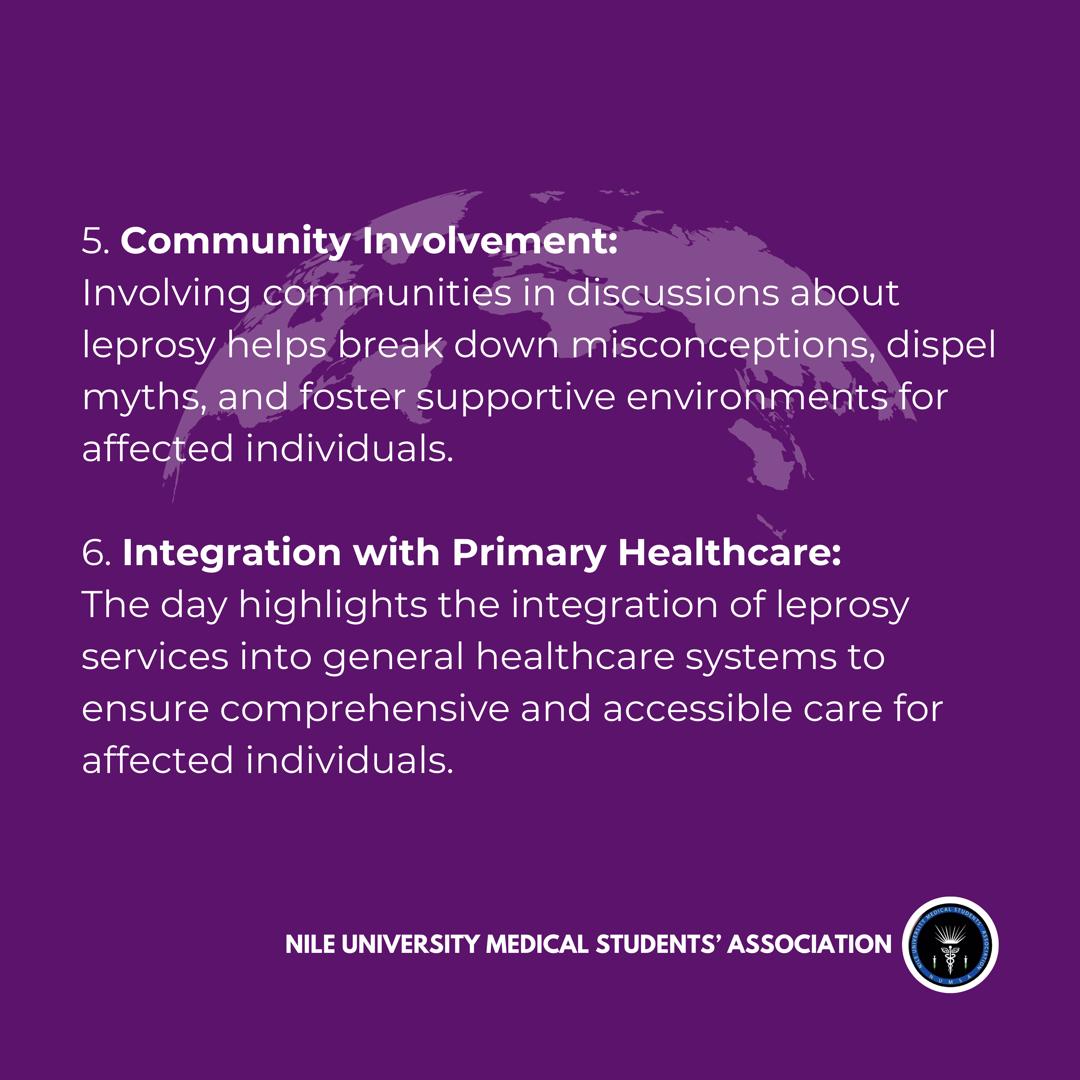 5. Community Involvement:
Involving communities in discussions about
leprosy helps break down misconceptions, dispel
myths, and foster supportive environments for
affected individuals.
6. Integration with Primary Healthcare:
The day highlights the integration of leprosy
services into general healthcare systems to
ensure comprehensive and accessible care for
affected individuals.
NILE UNIVERSITY MEDICAL STUDENTS' ASSOCIATION
NILE UNIVERSITY MEDICAL STUDENTS' ASSOCIATION
NUMSA